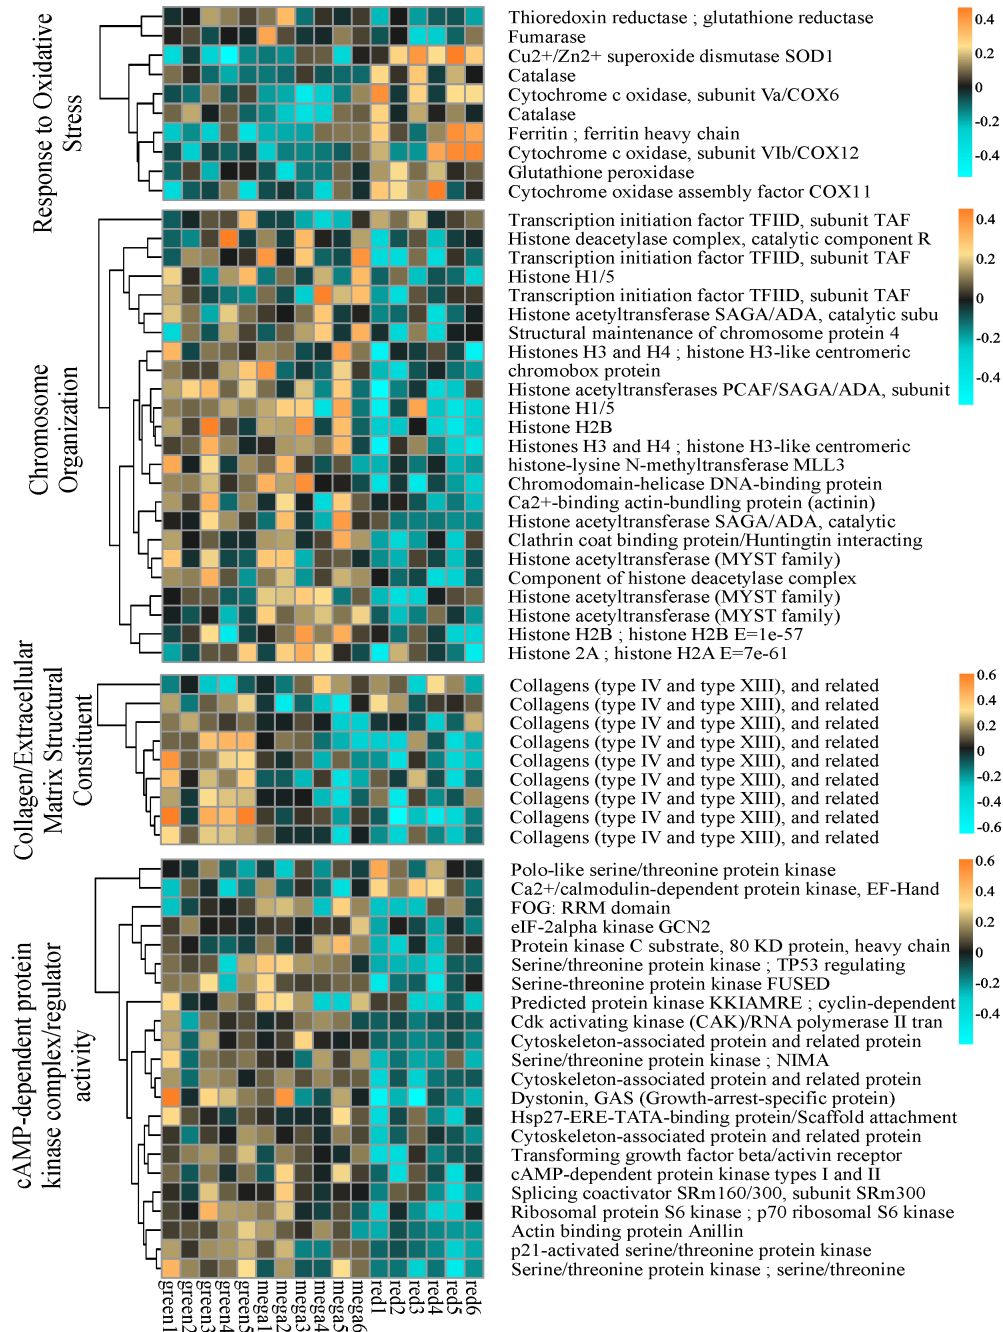 Response to Oxidative
Stress
Thioredoxin reductase ; glutathione reductase
Fumarase
Cu2+/Zn2+ superoxide dismutase SOD1
Catalase
Cytochrome c oxidase, subunit Va/COX6
Catalase
Ferritin ; ferritin heavy chain
Cytochrome c oxidase, subunit VIb/COX12
Glutathione peroxidase
Cytochrome oxidase assembly factor COX11
0.4
0.2
0
-0.2
-0.4
Chromosome
Organization
Transcription initiation factor TFIID, subunit TAF
Histone deacetylase complex, catalytic component R
Transcription initiation factor TFIID, subunit TAF
Histone H1/5
Transcription initiation factor TFIID, subunit TAF
Histone acetyltransferase SAGA/ADA, catalytic subu
Structural maintenance of chromosome protein 4
Histones H3 and H4 ; histone H3-like centromeric
chromobox protein
Histone acetyltransferases PCAF/SAGA/ADA, subunit
Histone H1/5
Histone H2B
Histones H3 and H4 ; histone H3-like centromeric
histone-lysine N-methyltransferase MLL3
Chromodomain-helicase DNA-binding protein
Ca2+-binding actin-bundling protein (actinin)
Histone acetyltransferase SAGA/ADA, catalytic
Clathrin coat binding protein/Huntingtin interacting
Histone acetyltransferase (MYST family)
Component of histone deacetylase complex
Histone acetyltransferase (MYST family)
Histone acetyltransferase (MYST family)
Histone H2B ; histone H2B E=1e-57
Histone 2A ; histone H2A E=7e-61
0.4
0.2
0
-0.2
-0.4
Collagen/Extracellular
Matrix Structural
Constituent
Collagens (type IV and type XIII), and related
Collagens (type IV and type XIII), and related
Collagens (type IV and type XIII), and related
Collagens (type IV and type XIII), and related
Collagens (type IV and type XIII), and related
Collagens (type IV and type XIII), and related
Collagens (type IV and type XIII), and related
Collagens (type IV and type XIII), and related
Collagens (type IV and type XIII), and related
0.6
0.4
0.2
0
-0.2
-0.4
-0.6
cAMP-dependent protein
kinase complex/regulator
activity
Polo-like serine/threonine protein kinase
Ca2+/calmodulin-dependent protein kinase, EF-Hand
FOG: RRM domain
eIF-2alpha kinase GCN2
Protein kinase C substrate, 80 KD protein, heavy chain
Serine/threonine protein kinase ; TP53 regulating
Serine-threonine protein kinase FUSED
Predicted protein kinase KKIAMRE ; cyclin-dependent
Cdk activating kinase (CAK)/RNA polymerase II tran
Cytoskeleton-associated protein and related protein
Serine/threonine protein kinase ; NIMA
Cytoskeleton-associated protein and related protein
Dystonin, GAS (Growth-arrest-specific protein)
Hsp27-ERE-TATA-binding protein/Scaffold attachment
Cytoskeleton-associated protein and related protein
Transforming growth factor beta/activin receptor
cAMP-dependent protein kinase types I and II
Splicing coactivator SRm160/300, subunit SRm300
Ribosomal protein S6 kinase ; p70 ribosomal S6 kinase
Actin binding protein Anillin
p21-activated serine/threonine protein kinase
Serine/threonine protein kinase ; serine/threonine
0.6
0.4
0.2
0
-0.2
-0.4
green1
green2
green3
green4
green5
mega1
mega2
mega3
mega4
mega5
mega6
red1
red2
red3
red4
red5
red6